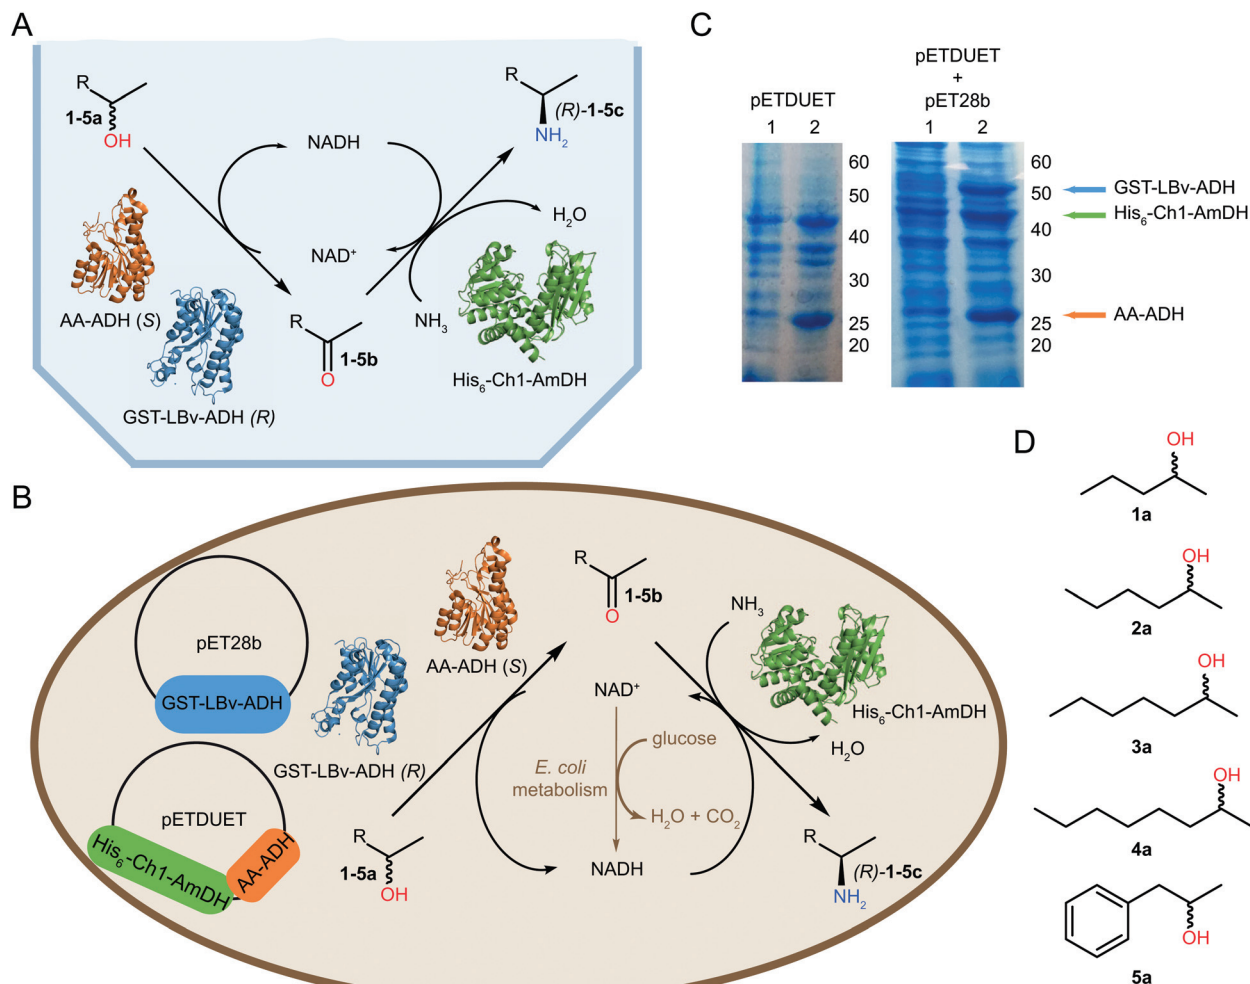 A
R
1-5a
OH
NADH
R
(R)-1-5c
NH2
H2O
NAD+
AA-ADH (S)
R
1-5b
O
NH3
GST-LBv-ADH (R)
His6-Ch1-AmDH
B
pET28b
GST-LBv-ADH
pETDUET
His6-Ch1-AmDH
AA-ADH
AA-ADH (S)
GST-LBv-ADH (R)
R
1-5b
O
NH3
His6-Ch1-AmDH
H2O
NAD+
glucose
E. coli
metabolism
H2O + CO2
NADH
R
1-5a
OH
R
(R)-1-5c
NH2
C
pETDUET
1 2
60
50
40
30
25
20
pETDUET
+
pET28b
1 2
60
50
40
30
25
20
GST-LBv-ADH
His6-Ch1-AmDH
AA-ADH
D
OH
1a
OH
2a
OH
3a
OH
4a
OH
5a